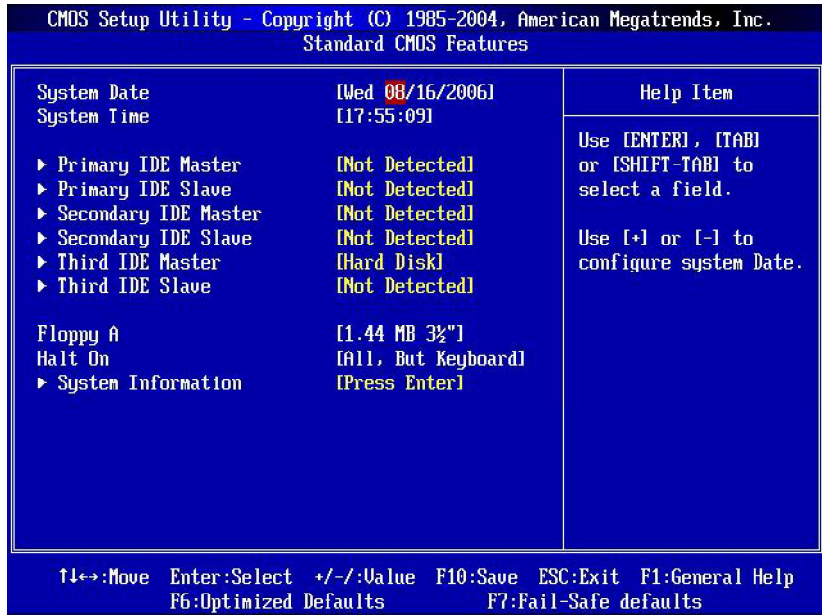 CMOS Setup Utility - Copyright (C) 1985-2004, American Megatrends, Inc.
Standard CMOS Features
System Date [Wed 08/16/2006]
System Time [17:55:09]
▶ Primary IDE Master [Not Detected]
▶ Primary IDE Slave [Not Detected]
▶ Secondary IDE Master [Not Detected]
▶ Secondary IDE Slave [Not Detected]
▶ Third IDE Master [Hard Disk]
▶ Third IDE Slave [Not Detected]
Floppy A [1.44 MB 3½"]
Halt On [All, But Keyboard]
▶ System Information [Press Enter]
Help Item
Use [ENTER], [TAB]
or [SHIFT-TAB] to
select a field.
Use [+] or [-] to
configure system Date.
↑↓←→:Move Enter:Select +/-/:Value F10:Save ESC:Exit F1:General Help
F6:Optimized Defaults F7:Fail-Safe defaults